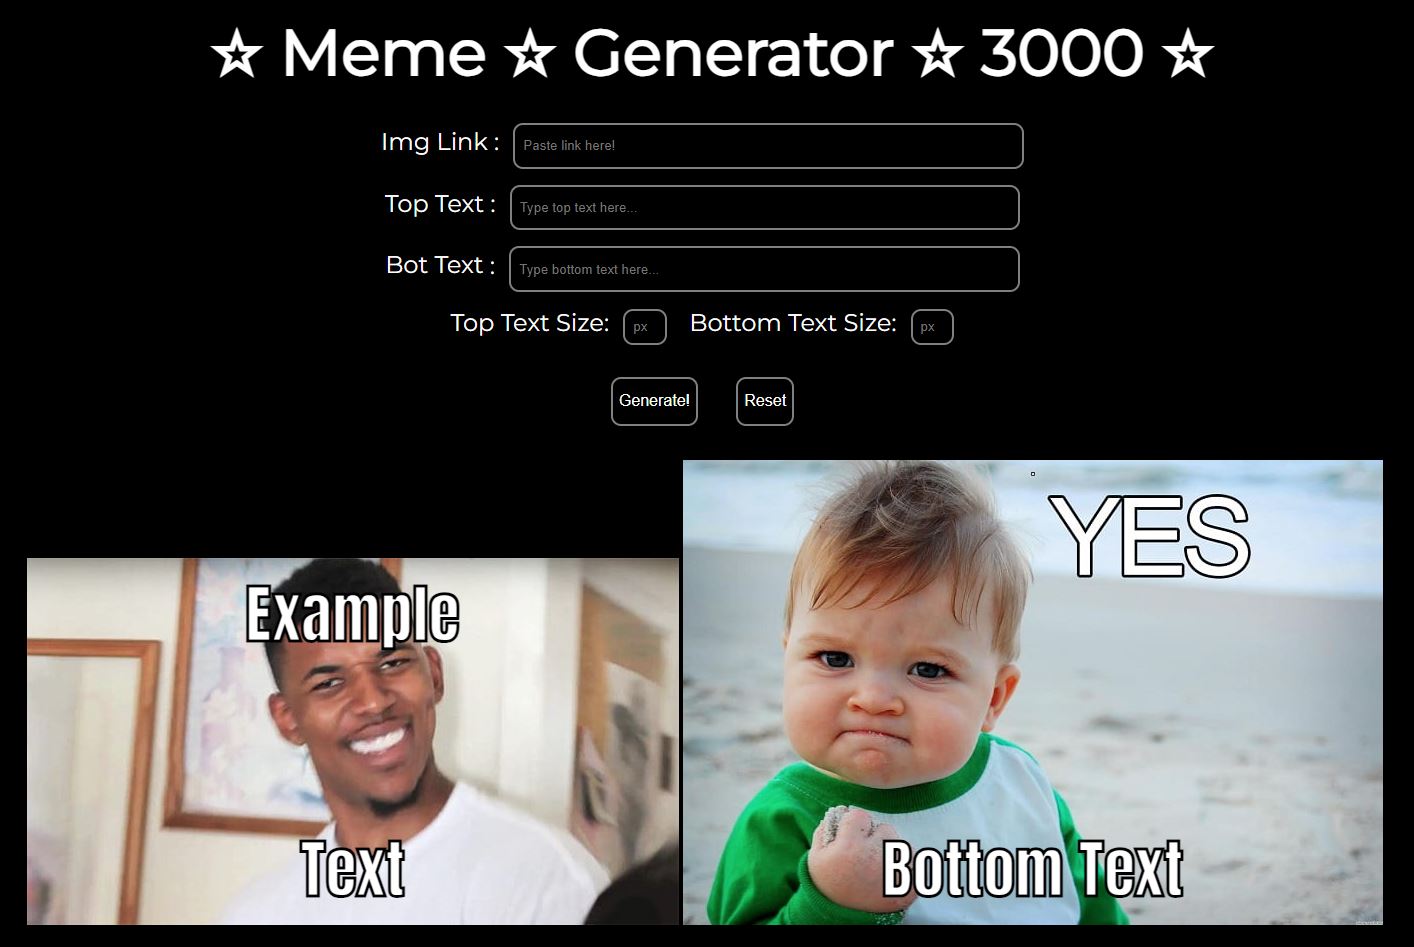 ☆ Meme ☆ Generator ☆ 3000 ☆
Img Link : Paste link here!
Top Text : Type top text here...
Bot Text : Type bottom text here...
Top Text Size: px Bottom Text Size: px
Generate! Reset
YES
Example
Text
Bottom Text